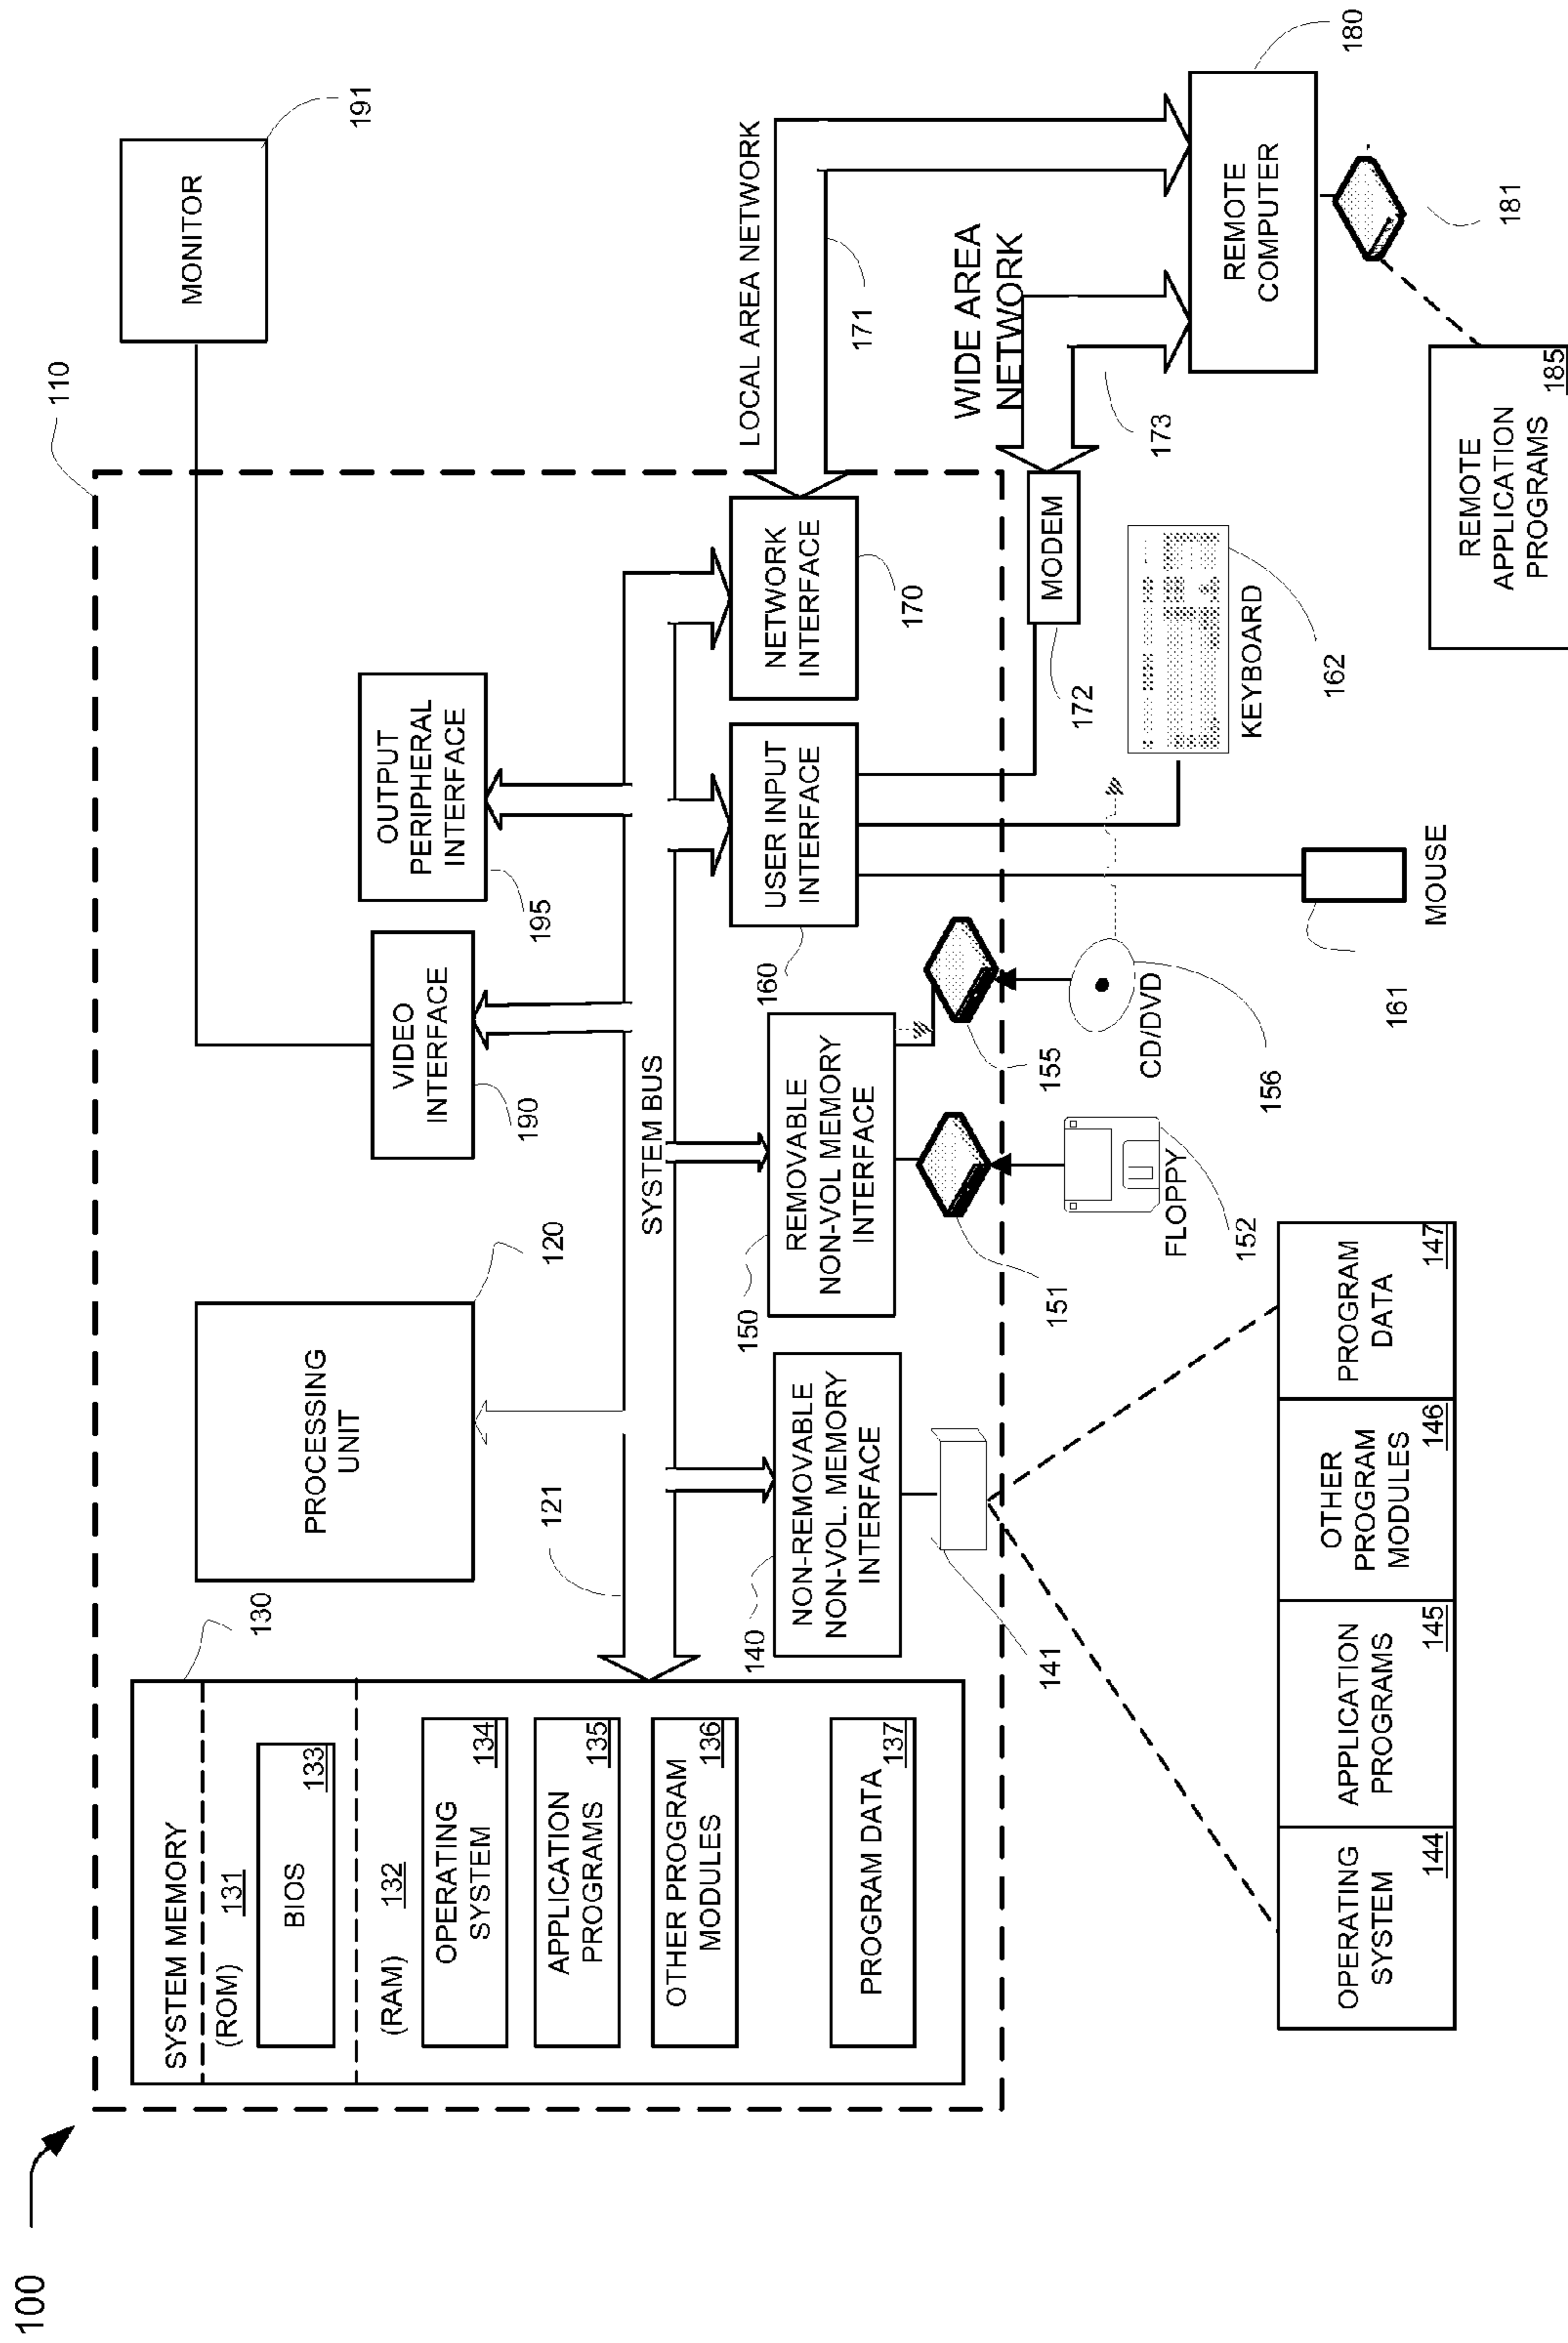 100
110
SYSTEM MEMORY
(ROM) 131
BIOS
133
(RAM) 132
OPERATING
SYSTEM
134
APPLICATION
PROGRAMS
135
OTHER PROGRAM
MODULES
136
PROGRAM DATA
137
130
PROCESSING
UNIT
120
121
SYSTEM BUS
VIDEO
INTERFACE
190
OUTPUT
PERIPHERAL
INTERFACE
195
MONITOR
191
NON-REMOVABLE
NON-VOL. MEMORY
INTERFACE
140
141
REMOVABLE
NON-VOL MEMORY
INTERFACE
150
151
155
USER INPUT
INTERFACE
160
NETWORK
INTERFACE
170
LOCAL AREA NETWORK
171
WIDE AREA
NETWORK
173
MODEM
172
FLOPPY
152
CD/DVD
156
KEYBOARD
162
MOUSE
161
REMOTE
COMPUTER
180
181
REMOTE
APPLICATION
PROGRAMS
185
OPERATING
SYSTEM
144
APPLICATION
PROGRAMS
145
OTHER
PROGRAM
MODULES
146
PROGRAM
DATA
147